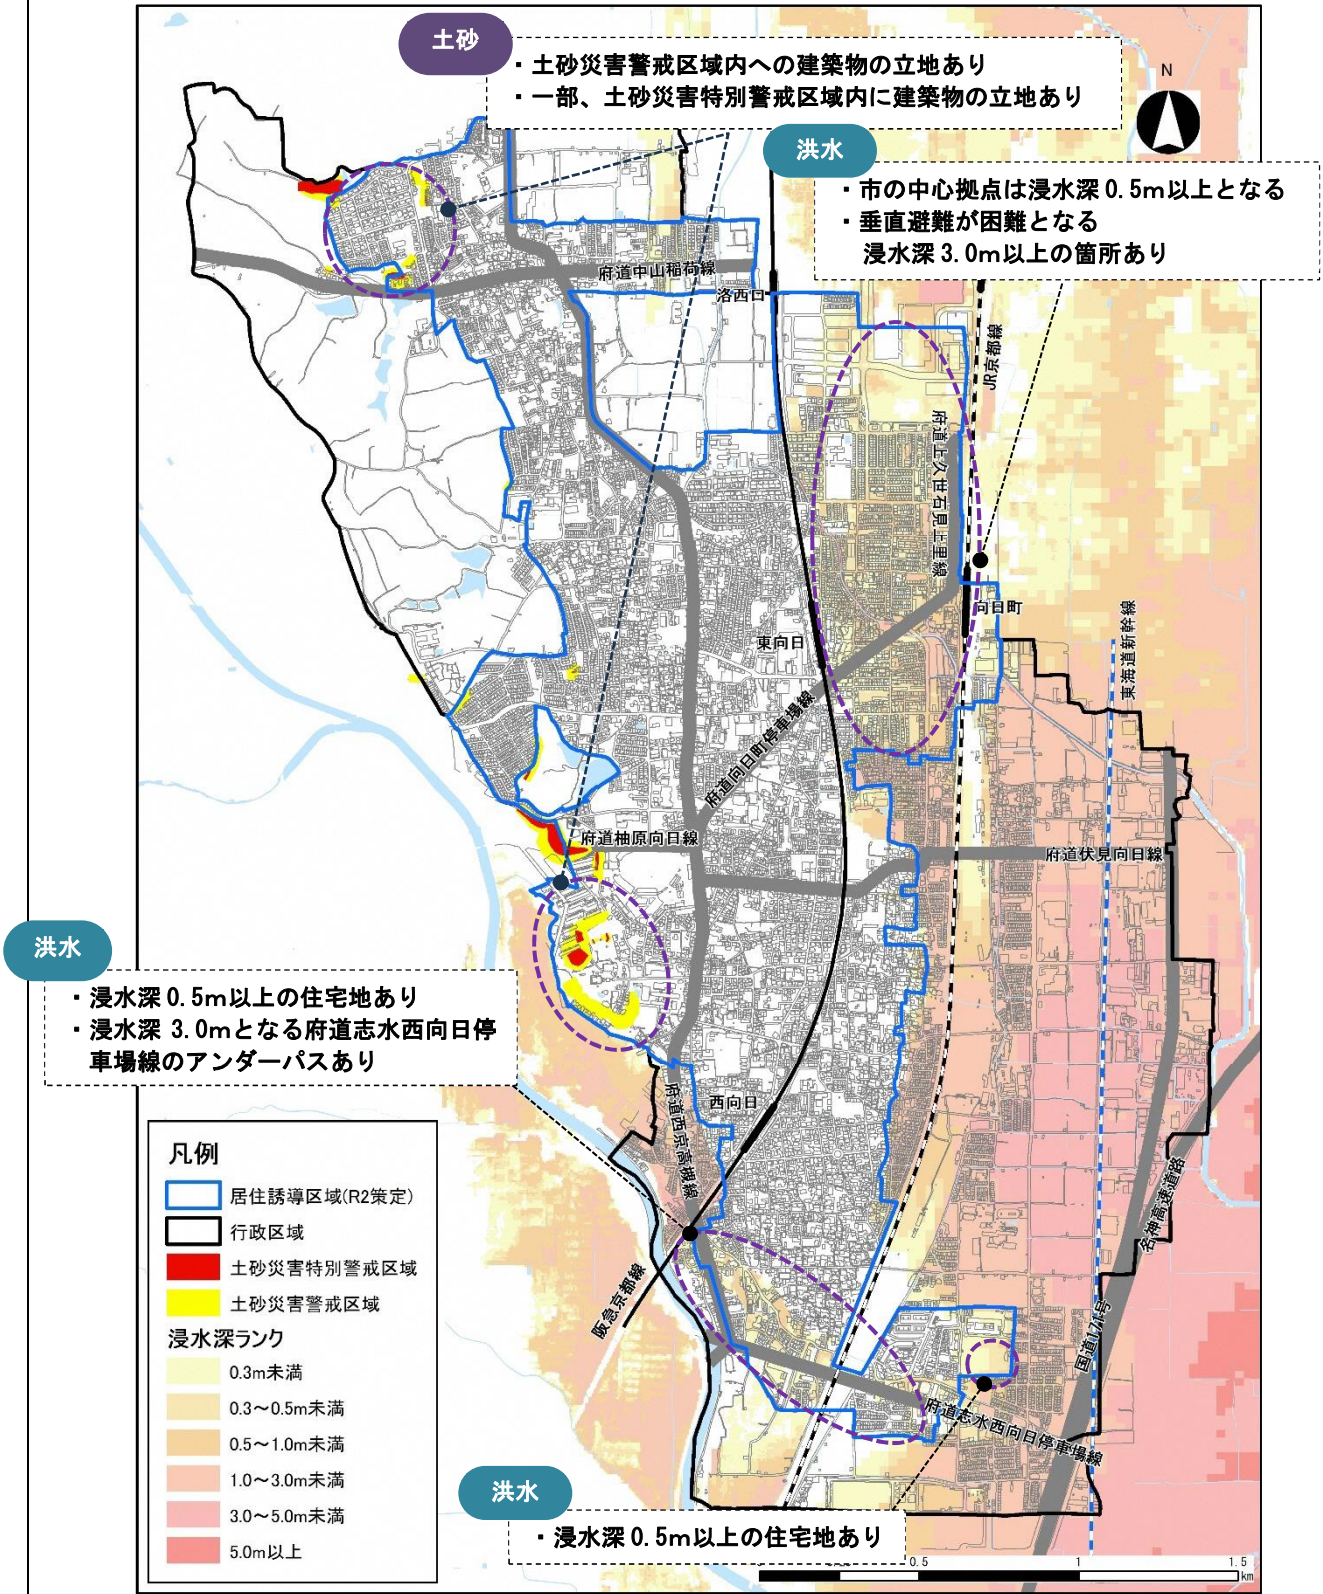 土砂
・土砂災害警戒区域内への建築物の立地あり
・一部、土砂災害特別警戒区域内に建築物の立地あり
N
洪水
・市の中心拠点は浸水深0.5m以上となる
・垂直避難が困難となる
浸水深3.0m以上の箇所あり
府道中山稲荷線
洛西口
JR京都線
府道上久世石見上里線
向日町
東向日
東海道新幹線
府道向日町停車場線
府道柚原向日線
府道伏見向日線
洪水
・浸水深0.5m以上の住宅地あり
・浸水深 3.0mとなる府道志水西向日停
車場線のアンダーパスあり
西向日
府道西京高槻線
名神高速道路
阪急京都線
国道171号
府道志水西向日停車場線
凡例
居住誘導区域(R2策定)
行政区域
土砂災害特別警戒区域
土砂災害警戒区域
浸水深ランク
0.3m未満
0.3～0.5m未満
0.5～1.0m未満
1.0～3.0m未満
3.0～5.0m未満
5.0m以上
洪水
・浸水深0.5m以上の住宅地あり
0.5
1
1.5
km